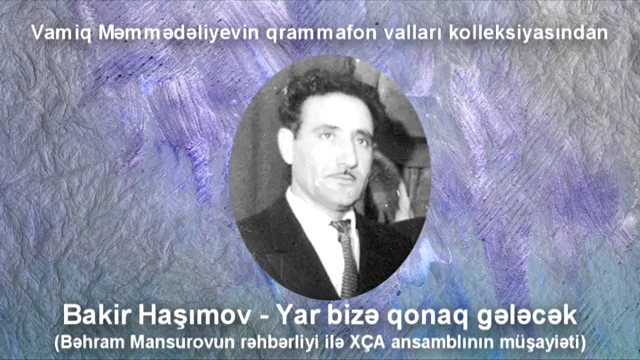 Vamiq Məmmədəliyevin qrammafon valları kolleksiyasından
Bakir Haşımov - Yar bizə qonaq gələcək
(Bəhram Mansurovun rəhbərliyi ilə XÇA ansamblının müşayiəti)